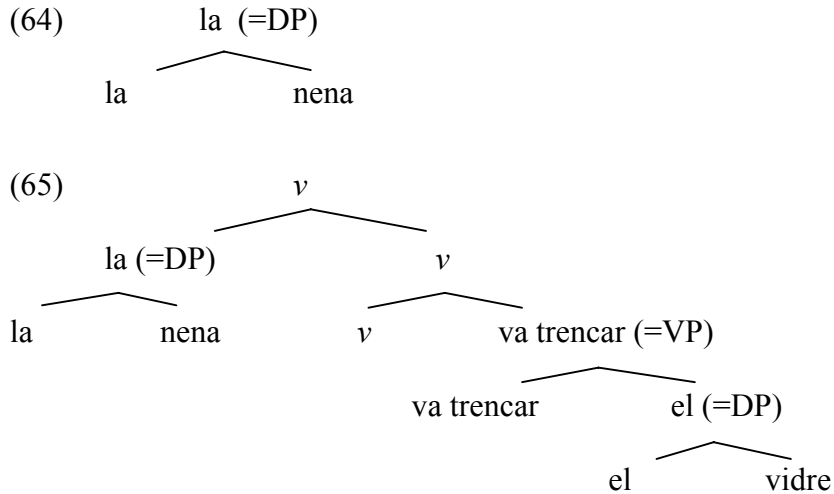 (64) la (=DP)
la nena
(65) v
la (=DP) v
la nena v va trencar (=VP)
va trencar el (=DP)
el vidre